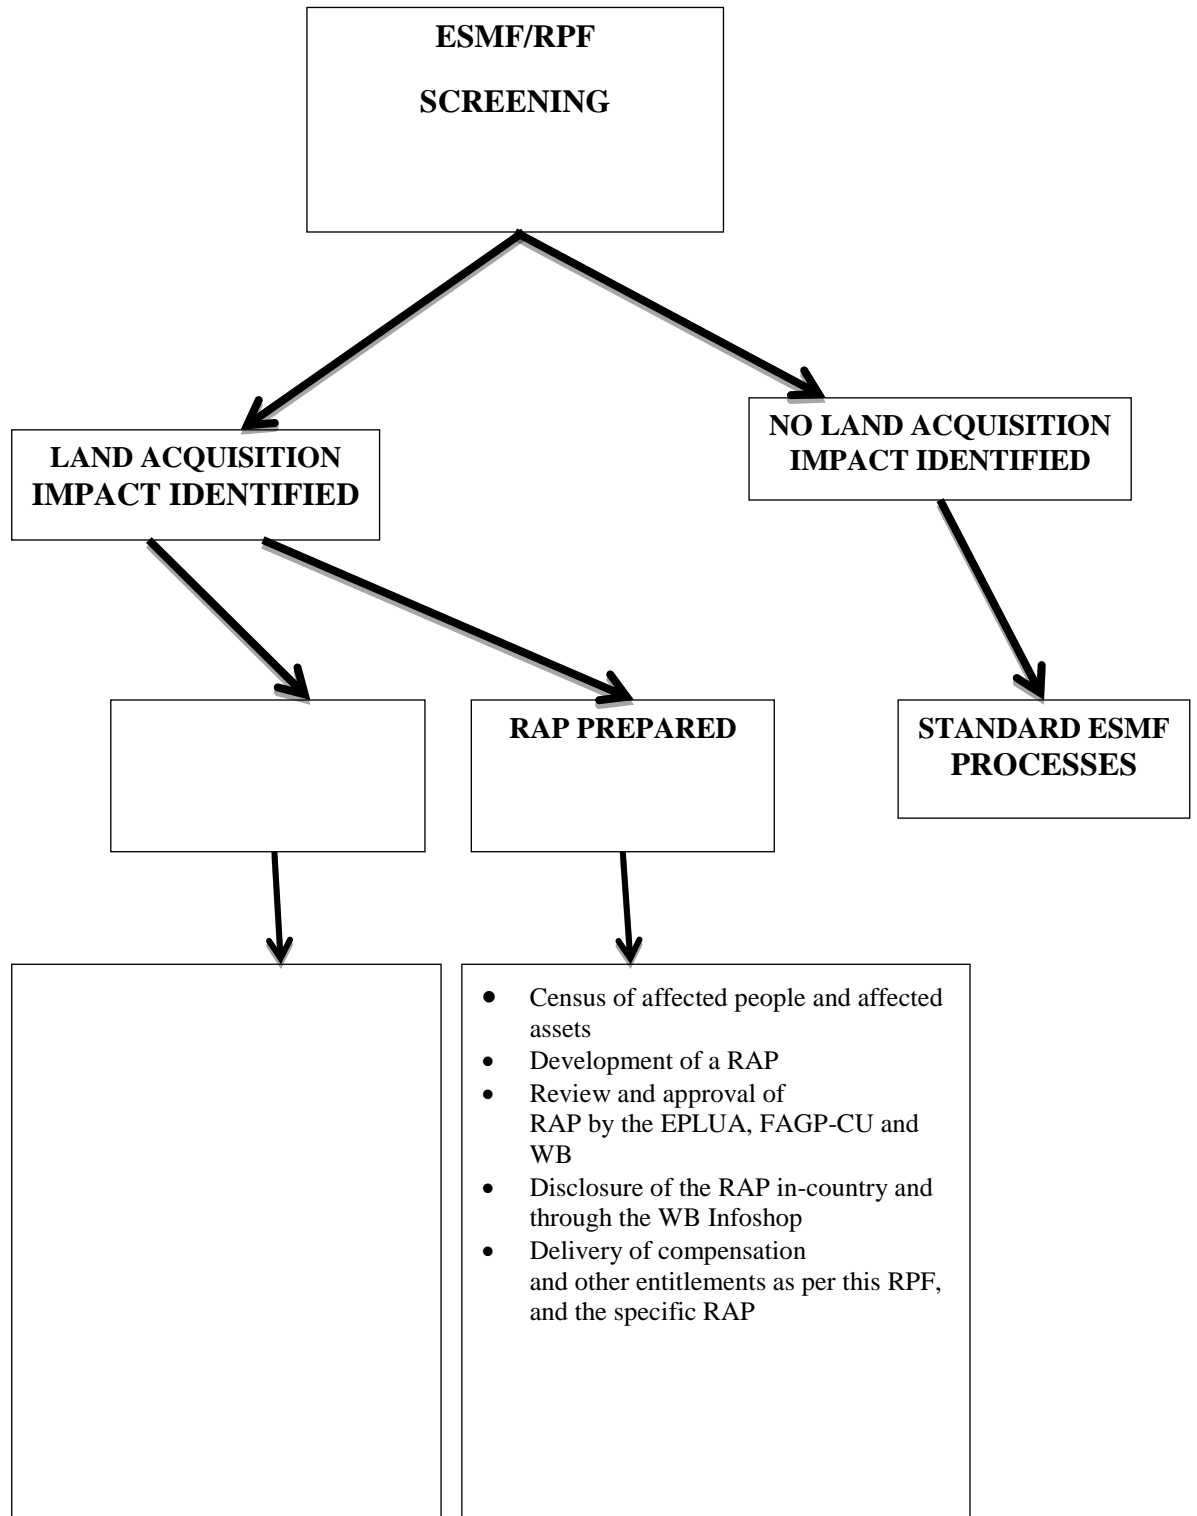 ESMF/RPF
SCREENING
LAND ACQUISITION
IMPACT IDENTIFIED
NO LAND ACQUISITION
IMPACT IDENTIFIED
RAP PREPARED
STANDARD ESMF
PROCESSES
• Census of affected people and affected
assets
• Development of a RAP
• Review and approval of
RAP by the EPLUA, FAGP-CU and
WB
• Disclosure of the RAP in-country and
through the WB Infoshop
• Delivery of compensation
and other entitlements as per this RPF,
and the specific RAP